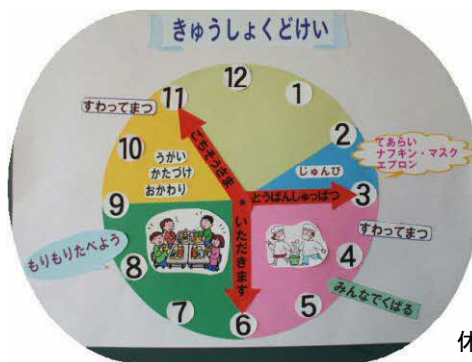 きゅうしょくどけい
12
1
2
3
4
5
6
7
8
9
10
11
すわってまつ
ごちそうさま
うがい
かたづけ
おかわり
じゅんび
てあらい
ナフキン・マスク
エプロン
とうばんしゅっぱつ
すわってまつ
いただきます
もりもりたべよう
みんなでくばる
休